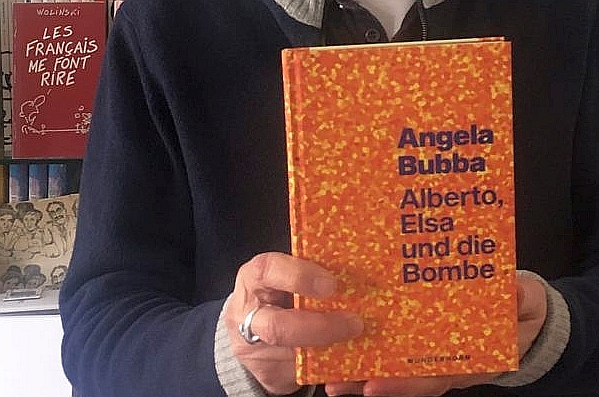 WOLINSKI
LES
FRANÇAIS
ME FONT
RIRE
Angela
Bubba
Alberto,
Elsa
und die
Bombe
WUNDERHORN